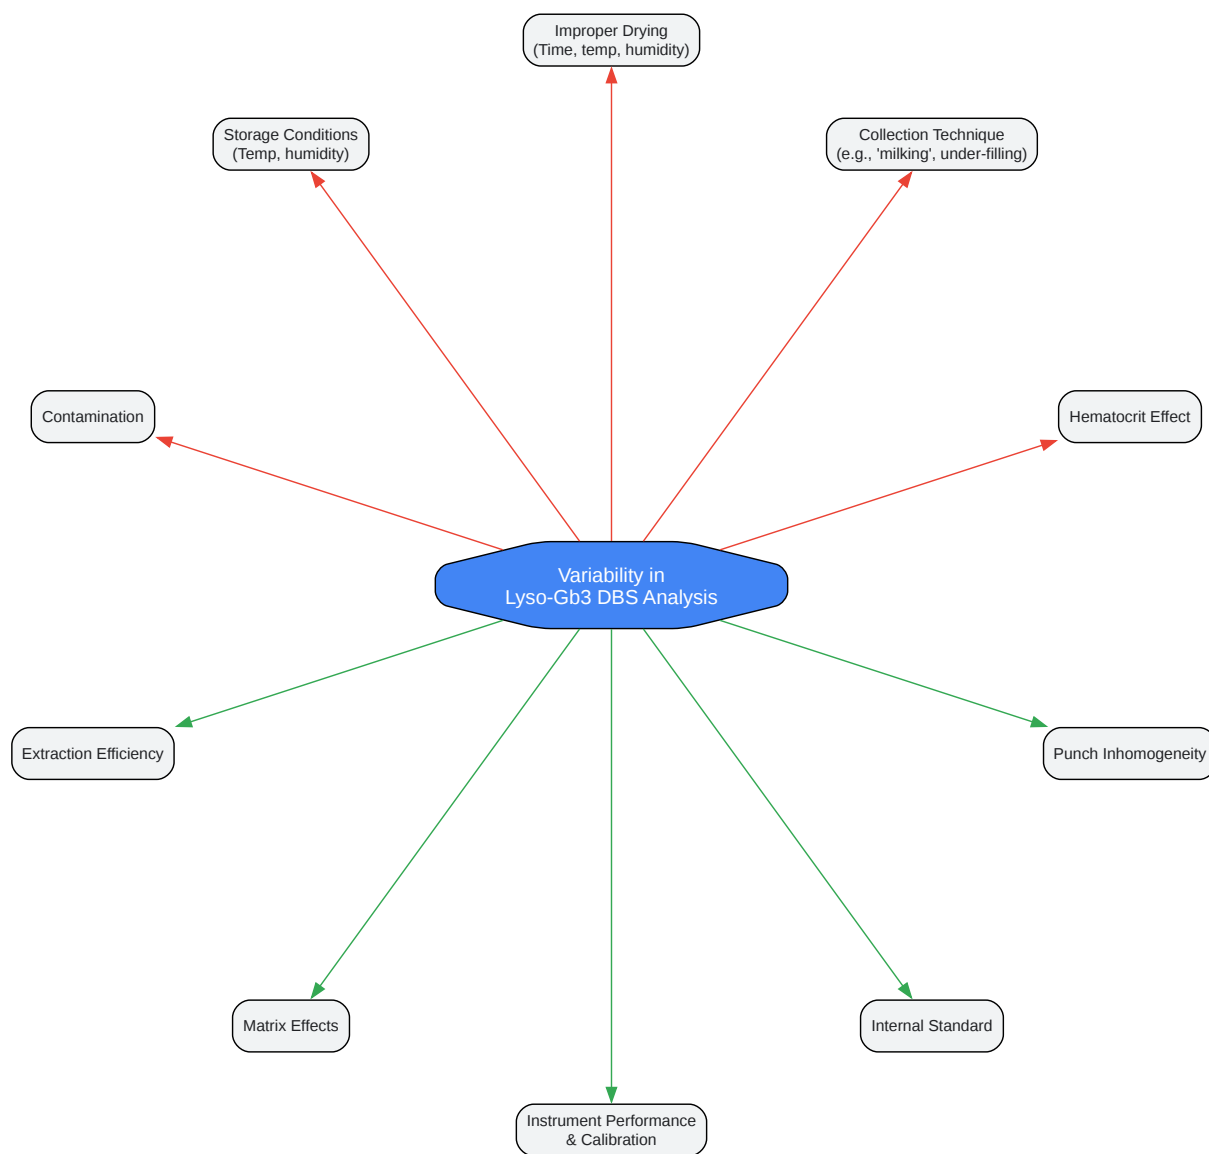 Improper Drying
(Time, temp, humidity)
Storage Conditions
(Temp, humidity)
Collection Technique
(e.g., 'milking', under-filling)
Contamination
Hematocrit Effect
Variability in
Lyso-Gb3 DBS Analysis
Extraction Efficiency
Punch Inhomogeneity
Matrix Effects
Internal Standard
Instrument Performance
& Calibration